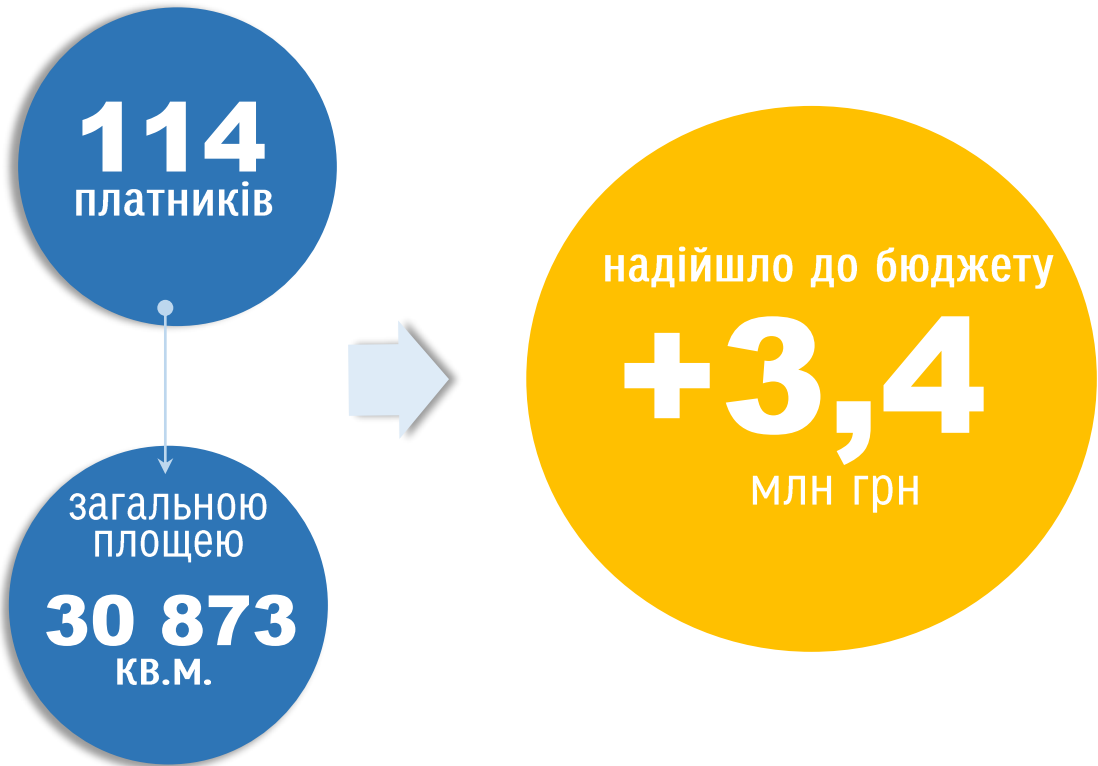 114
платників
загальною
площею
30 873
кв.м.
надійшло до бюджету
+3,4
млн грн